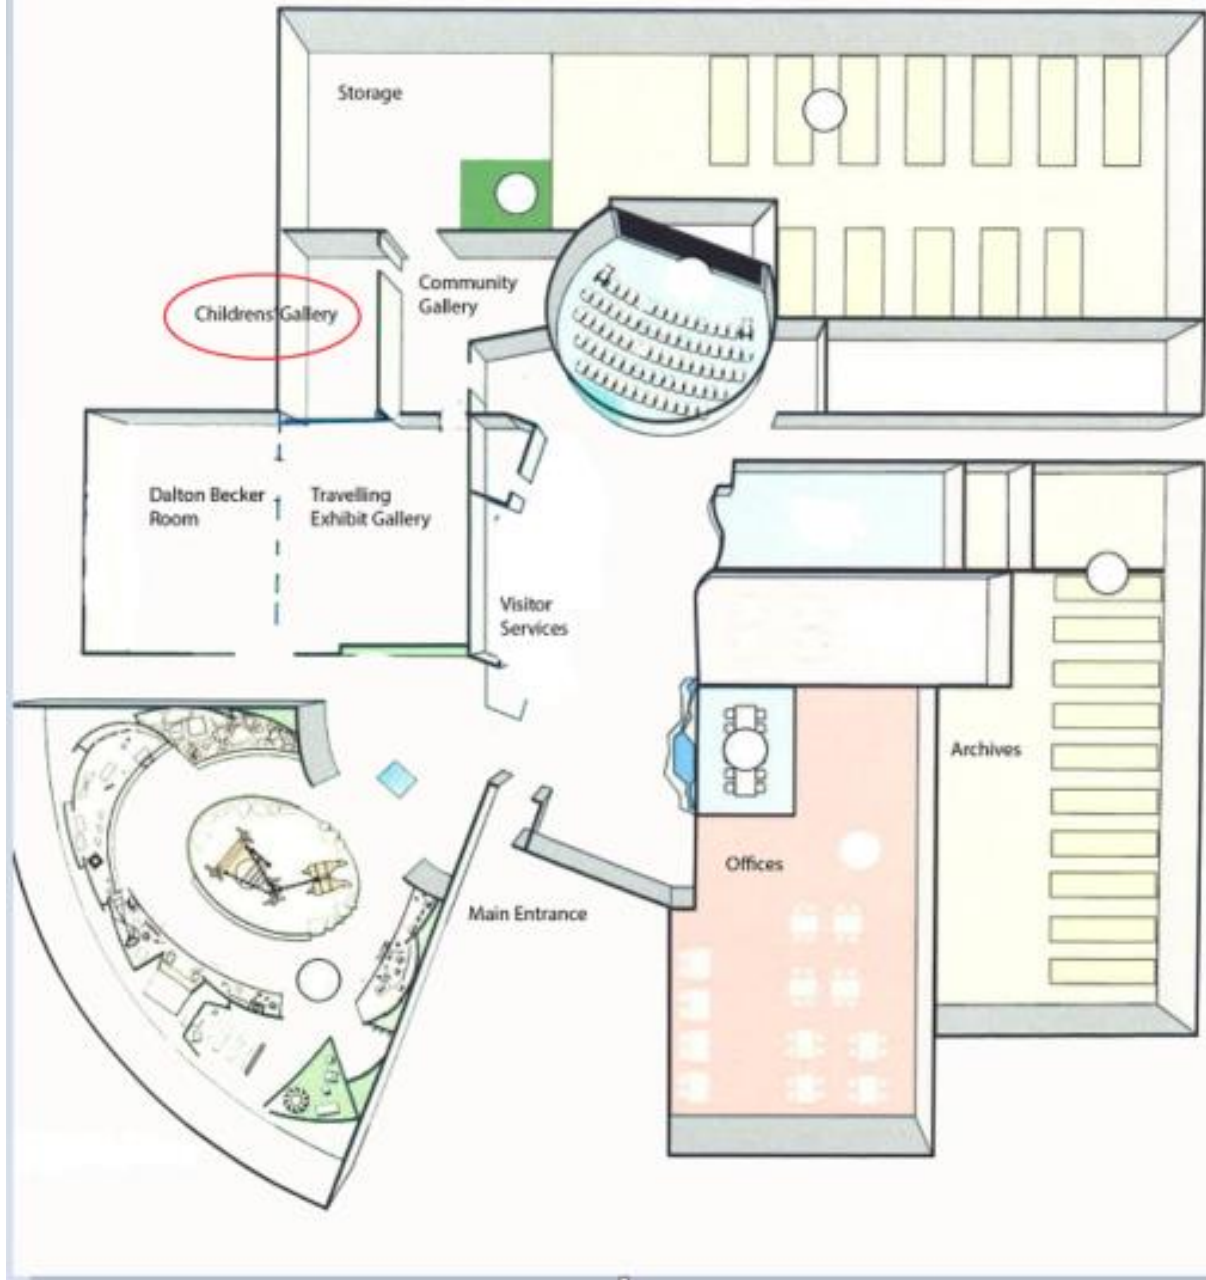 Storage
Community
Gallery
Childrens'Gallery
Dalton Becker
Room
Travelling
Exhibit Gallery
Visitor
Services
Archives
Offices
Main Entrance